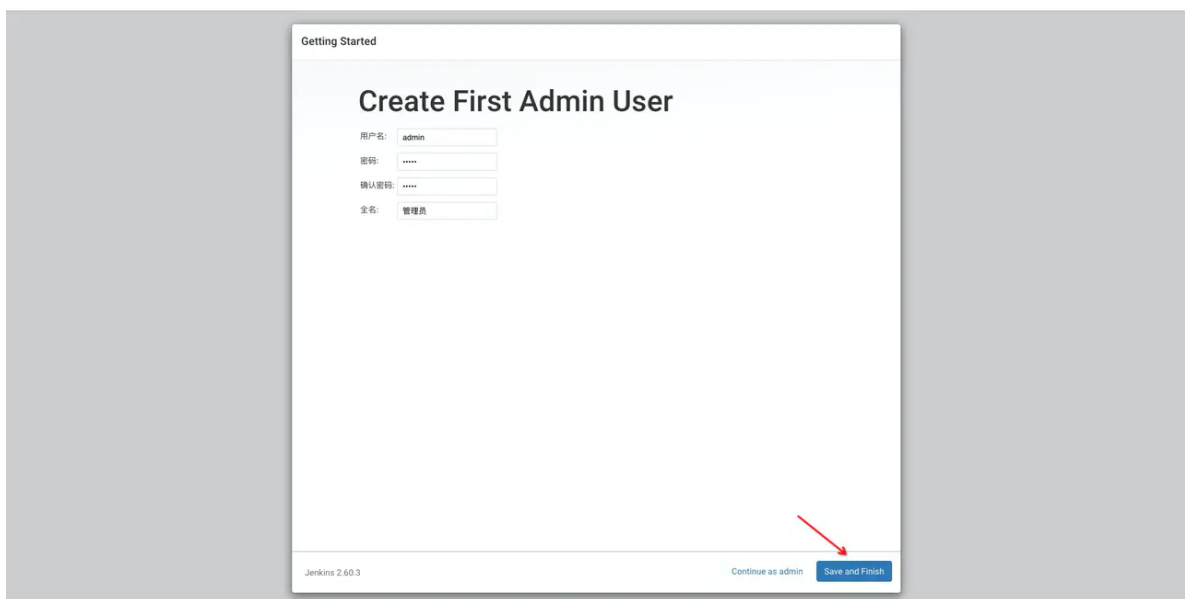 Getting Started
Create First Admin User
用户名: admin
密码: •••••
确认密码: •••••
全名: 管理员
Jenkins 2.60.3 Continue as admin Save and Finish